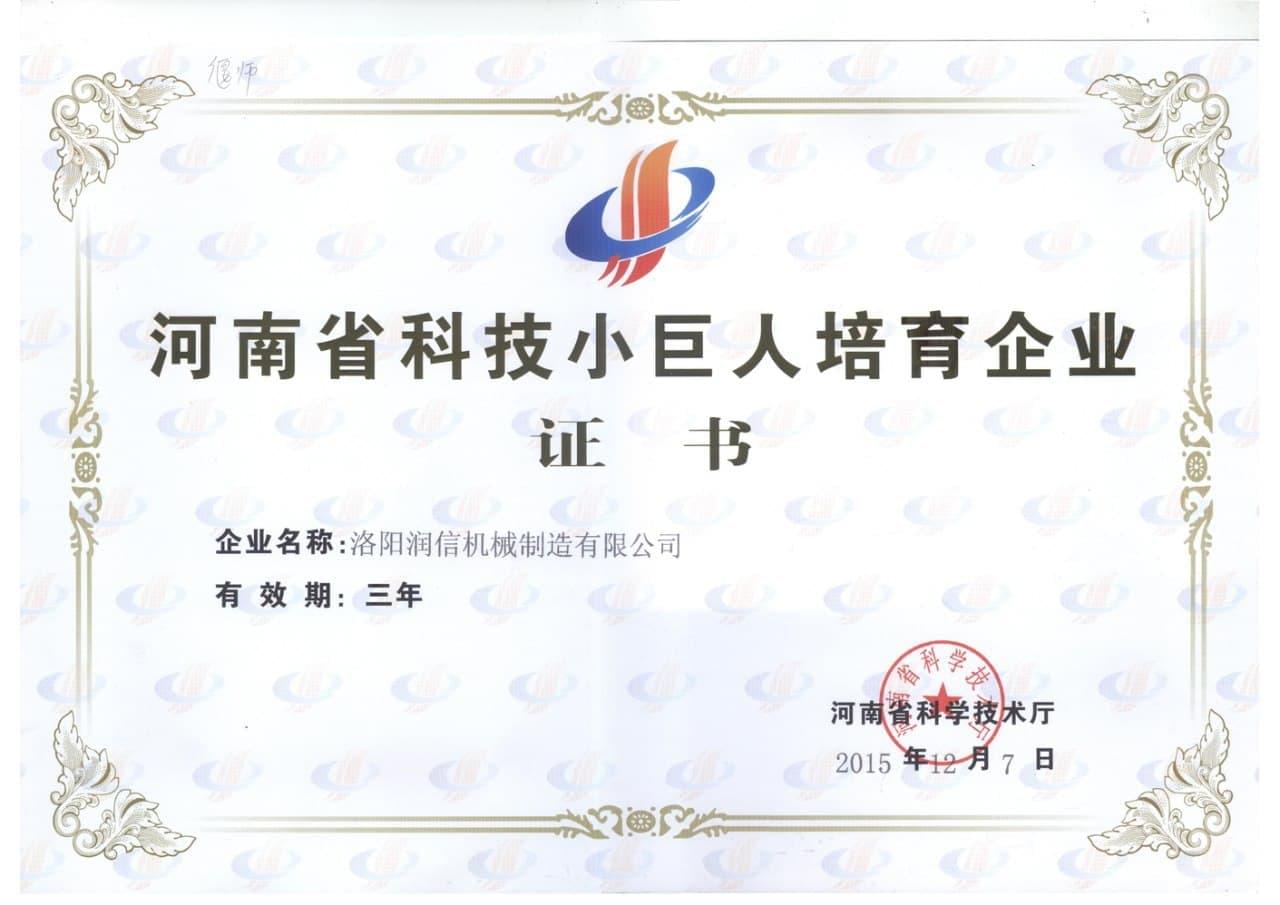 偃师
河南省科技小巨人培育企业
证 书
企业名称:洛阳润信机械制造有限公司
有 效 期: 三年
河南省科学技术厅
河南省科学技术厅
2015 年 12 月 7 日